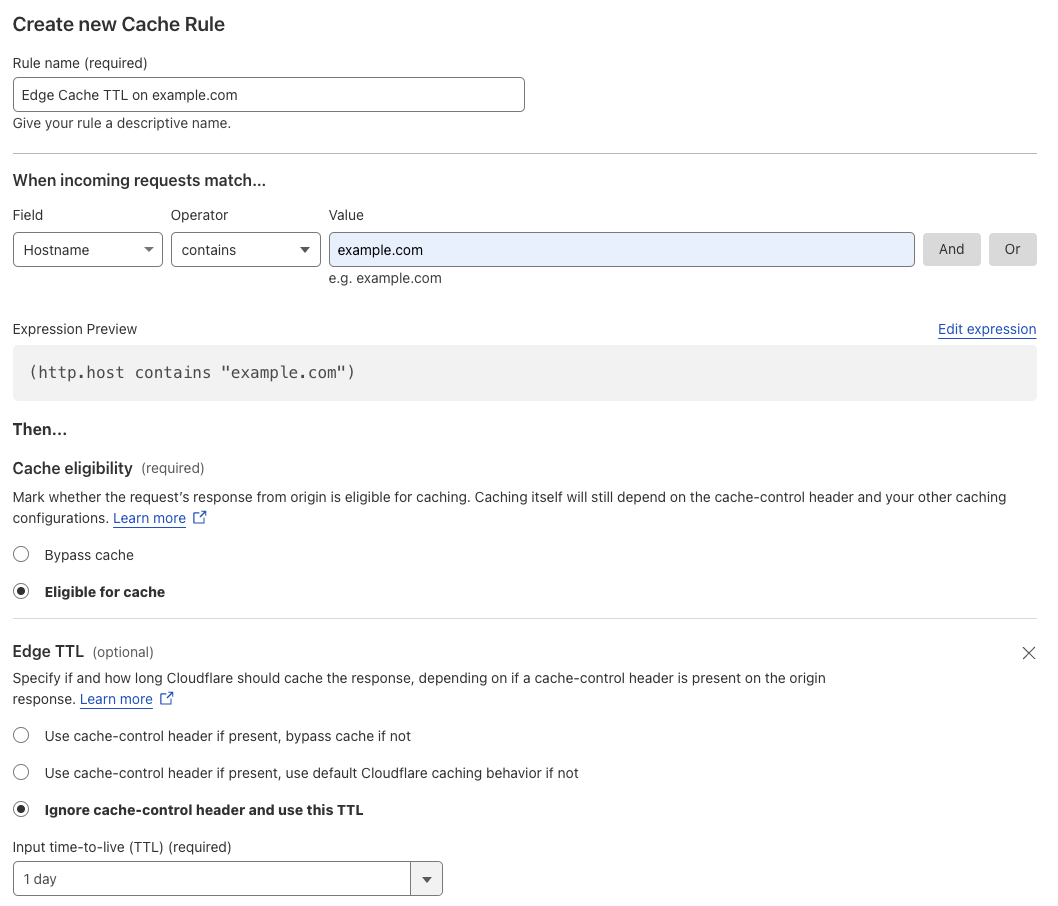 Create new Cache Rule
Rule name (required)
Edge Cache TTL on example.com
Give your rule a descriptive name.
When incoming requests match...
Field Operator Value
Hostname contains example.com And Or
e.g. example.com
Expression Preview Edit expression
(http.host contains "example.com")
Then...
Cache eligibility (required)
Mark whether the request's response from origin is eligible for caching. Caching itself will still depend on the cache-control header and your other caching
configurations. Learn more
Bypass cache
Eligible for cache
Edge TTL (optional)
Specify if and how long Cloudflare should cache the response, depending on if a cache-control header is present on the origin
response. Learn more
Use cache-control header if present, bypass cache if not
Use cache-control header if present, use default Cloudflare caching behavior if not
Ignore cache-control header and use this TTL
Input time-to-live (TTL) (required)
1 day